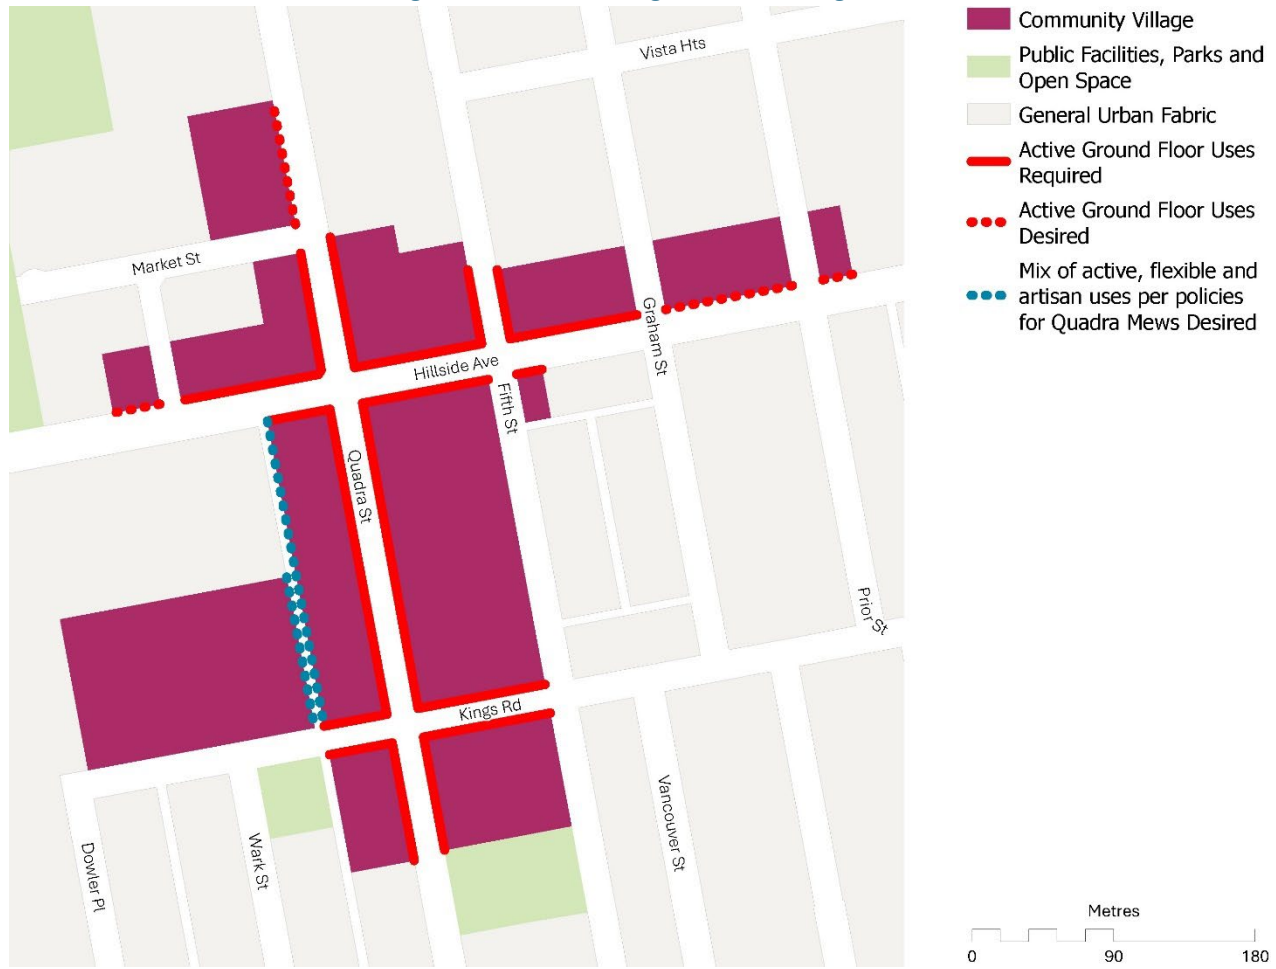 Vista Hts
Market St
Graham St
Hillside Ave
Fifth St
Quadra St
Prior St
Kings Rd
Vancouver St
Wark St
Dowler Pl
Community Village
Public Facilities, Parks and
Open Space
General Urban Fabric
Active Ground Floor Uses
Required
Active Ground Floor Uses
Desired
Mix of active, flexible and
artisan uses per policies
for Quadra Mews Desired
Metres
0 90 180